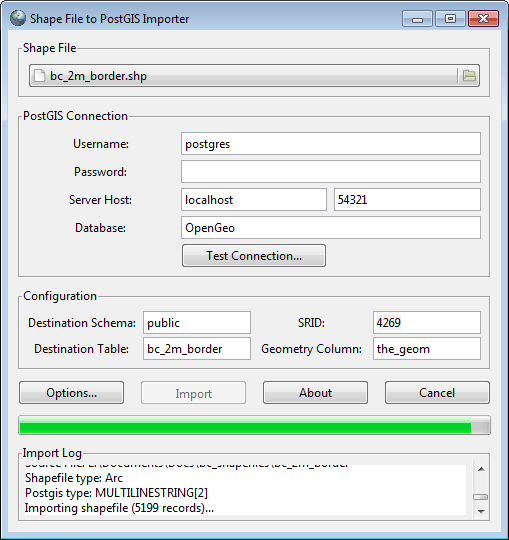 Shape File to PostGIS Importer
Shape File
bc_2m_border.shp
PostGIS Connection
Username: postgres
Password:
Server Host: localhost 54321
Database: OpenGeo
Test Connection...
Configuration
Destination Schema: public SRID: 4269
Destination Table: bc_2m_border Geometry Column: the_geom
Options... Import About Cancel
Import Log
Shapefile type: Arc
Postgis type: MULTILINESTRING[2]
Importing shapefile (5199 records)...